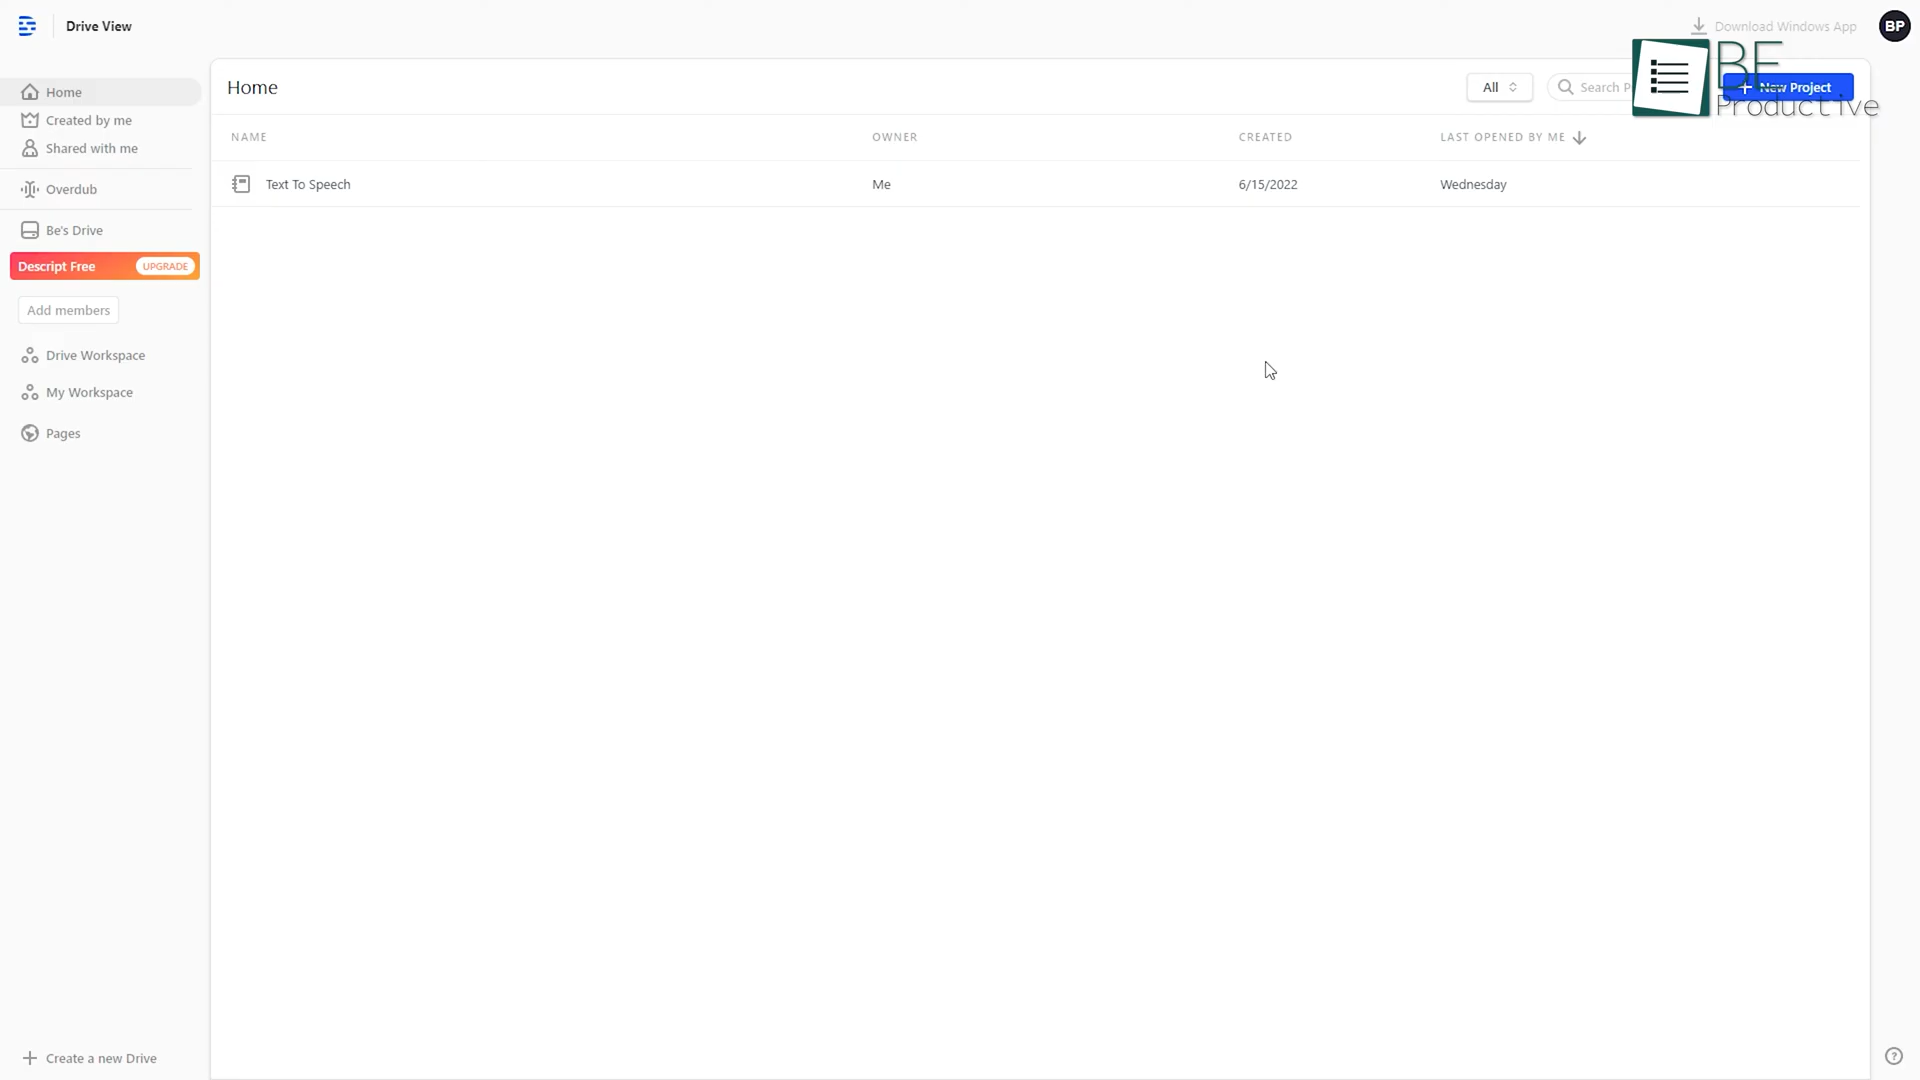 Drive View
Download Windows App
BP
BE
Productive
Home
Created by me
Shared with me
Overdub
Be's Drive
Descript Free UPGRADE
Add members
Drive Workspace
My Workspace
Pages
Create a new Drive
Home
All
Search
New Project
NAME OWNER CREATED LAST OPENED BY ME
Text To Speech Me 6/15/2022 Wednesday
?